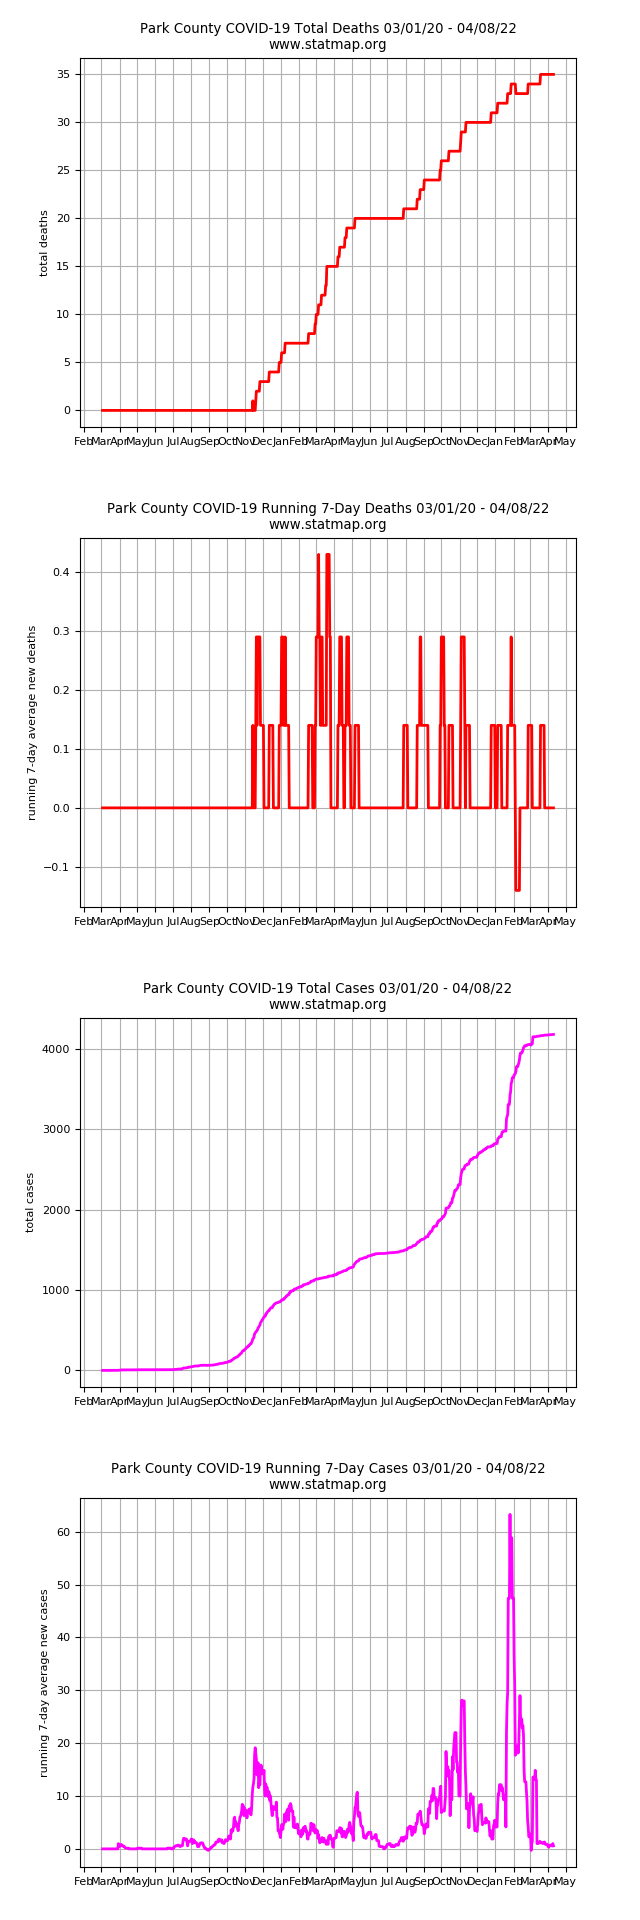 Park County COVID-19 Total Deaths 03/01/20 - 04/08/22
www.statmap.org
35
30
25
20
15
10
5
0
total deaths
Feb Mar Apr May Jun Jul Aug Sep Oct Nov Dec Jan Feb Mar Apr May Jun Jul Aug Sep Oct Nov Dec Jan Feb Mar Apr May
Park County COVID-19 Running 7-Day Deaths 03/01/20 - 04/08/22
www.statmap.org
0.4
0.3
0.2
0.1
0.0
−0.1
running 7-day average new deaths
Feb Mar Apr May Jun Jul Aug Sep Oct Nov Dec Jan Feb Mar Apr May Jun Jul Aug Sep Oct Nov Dec Jan Feb Mar Apr May
Park County COVID-19 Total Cases 03/01/20 - 04/08/22
www.statmap.org
4000
3000
2000
1000
0
total cases
Feb Mar Apr May Jun Jul Aug Sep Oct Nov Dec Jan Feb Mar Apr May Jun Jul Aug Sep Oct Nov Dec Jan Feb Mar Apr May
Park County COVID-19 Running 7-Day Cases 03/01/20 - 04/08/22
www.statmap.org
60
50
40
30
20
10
0
running 7-day average new cases
Feb Mar Apr May Jun Jul Aug Sep Oct Nov Dec Jan Feb Mar Apr May Jun Jul Aug Sep Oct Nov Dec Jan Feb Mar Apr May